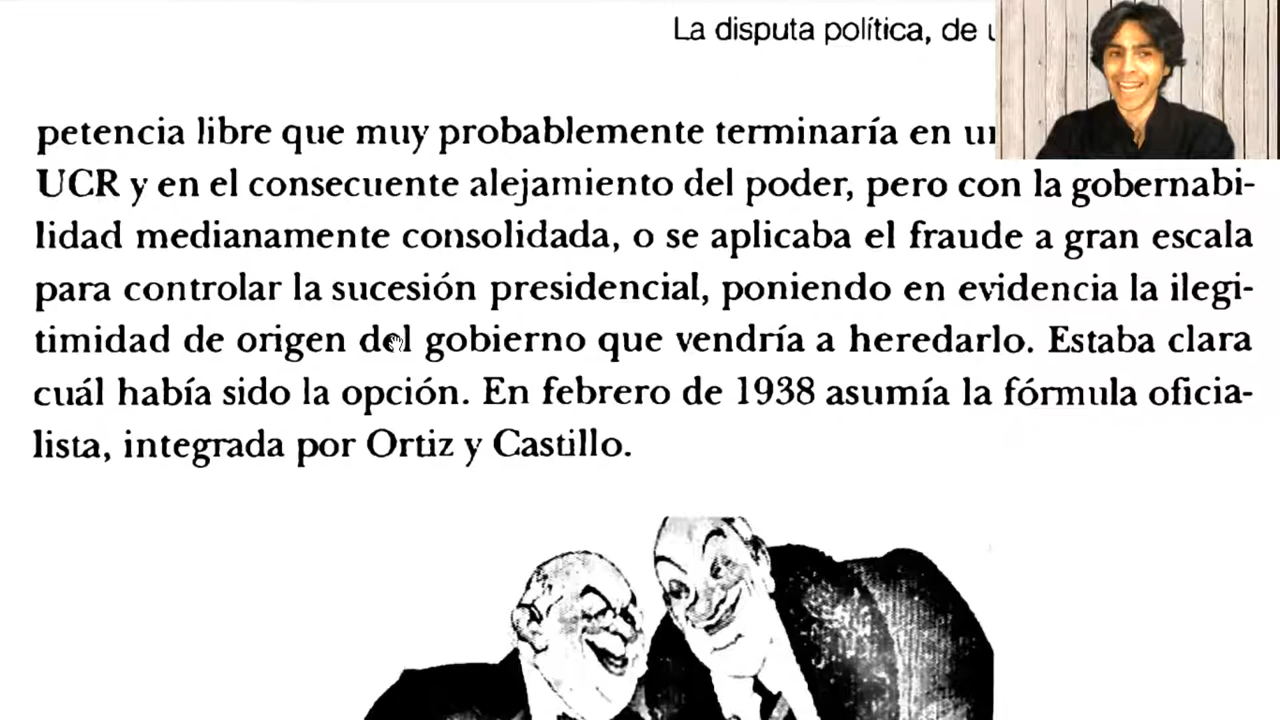 La disputa política, de
petencia libre que muy probablemente terminaría en
UCR y en el consecuente alejamiento del poder, pero con la gobernabi-
lidad medianamente consolidada, o se aplicaba el fraude a gran escala
para controlar la sucesión presidencial, poniendo en evidencia la ilegi-
timidad de origen del gobierno que vendría a heredarlo. Estaba clara
cuál había sido la opción. En febrero de 1938 asumía la fórmula oficia-
lista, integrada por Ortiz y Castillo.